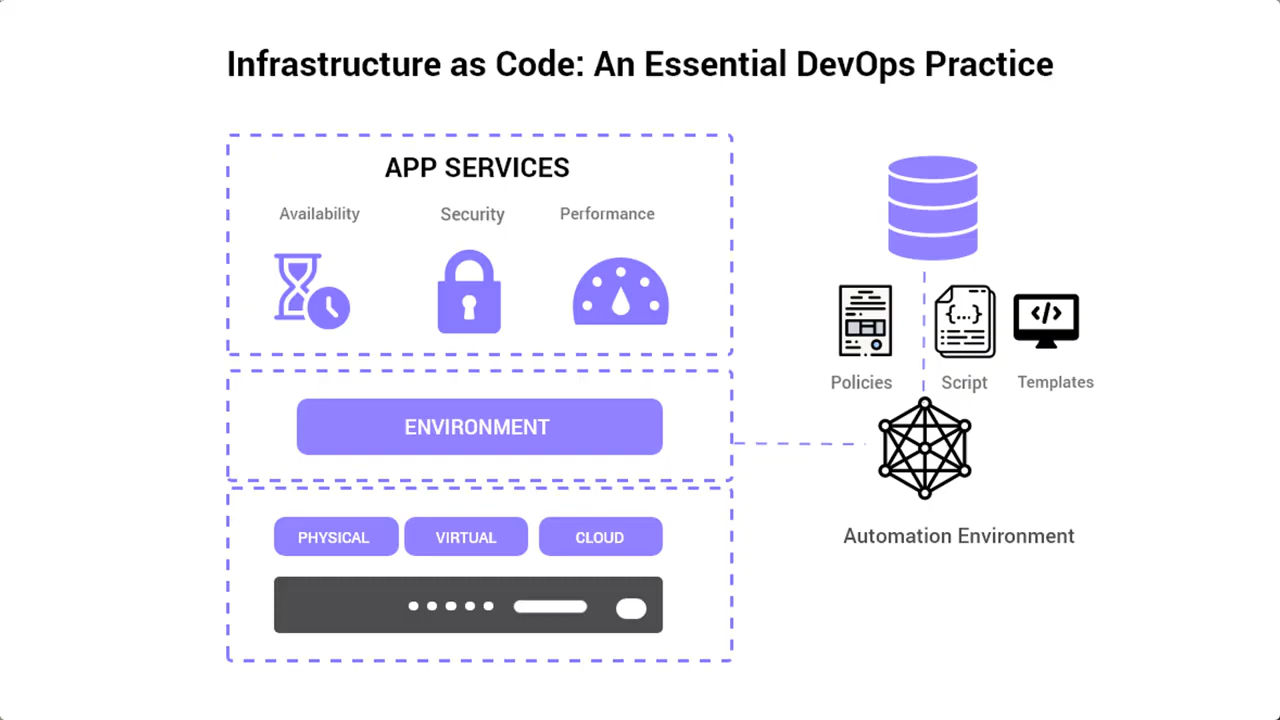 Infrastructure as Code: An Essential DevOps Practice
APP SERVICES
Availability
Security
Performance
ENVIRONMENT
PHYSICAL
VIRTUAL
CLOUD
{...}
</>
Policies
Script
Templates
Automation Environment